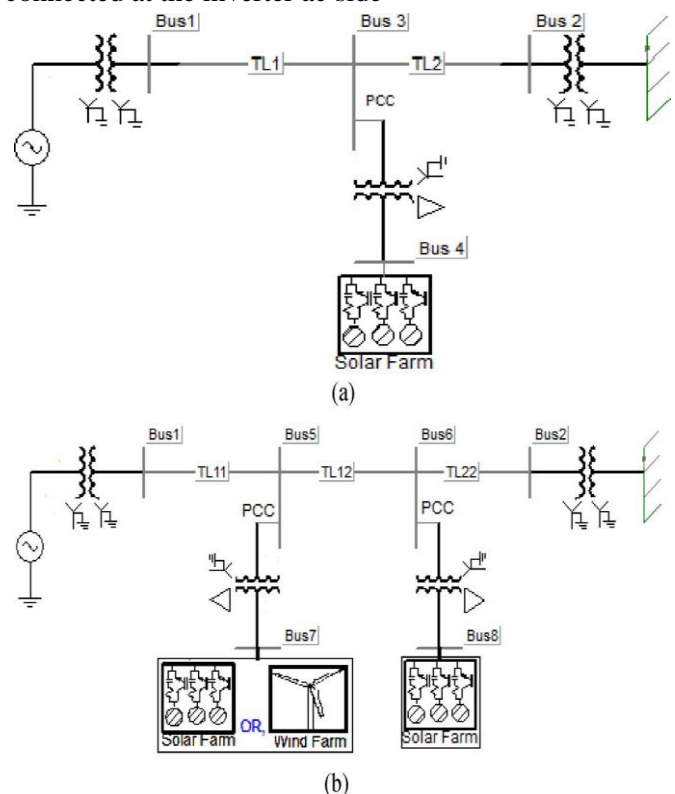 connected at the inverter ac side
Bus1 Bus 3 Bus 2
TL1 TL2
PCC
Bus 4
Solar Farm
(a)
Bus1 Bus5 Bus6 Bus2
TL11 TL12 TL22
PCC PCC
Bus7 Bus8
Solar Farm OR, Wind Farm Solar Farm
(b)